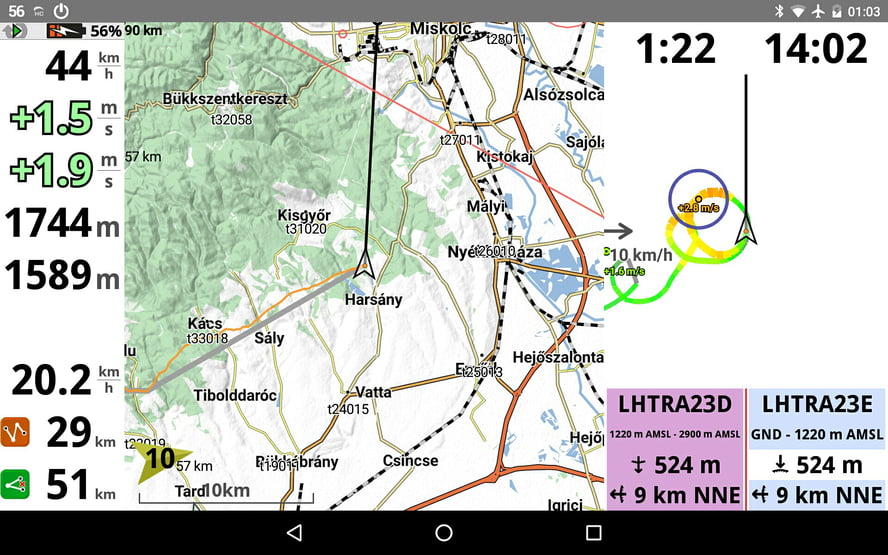 56
01:03
56%
90 km
44 km/h
+1.5 m/s
+1.9 m/s
1744 m
1589 m
20.2 km/h
29 km
51 km
Miskolc
t28011
Bükkszentkereszt
t32058
Alsózsolca
t27011
Sajóla
57 km
Kistokaj
Mályi
Kisgyőr
t31020
t26010
Harsány
Kács
t33018
Sály
lu
Hejőszalonta
t25013
Tibolddaróc
Vatta
t24015
10
57 km
t19011
Csincse
Hejő
Tard
10km
Igrici
1:22
14:02
+2.8 m/s
10 km/h
+1.6 m/s
LHTRA23D
1220 m AMSL - 2900 m AMSL
524 m
9 km NNE
LHTRA23E
GND - 1220 m AMSL
524 m
9 km NNE